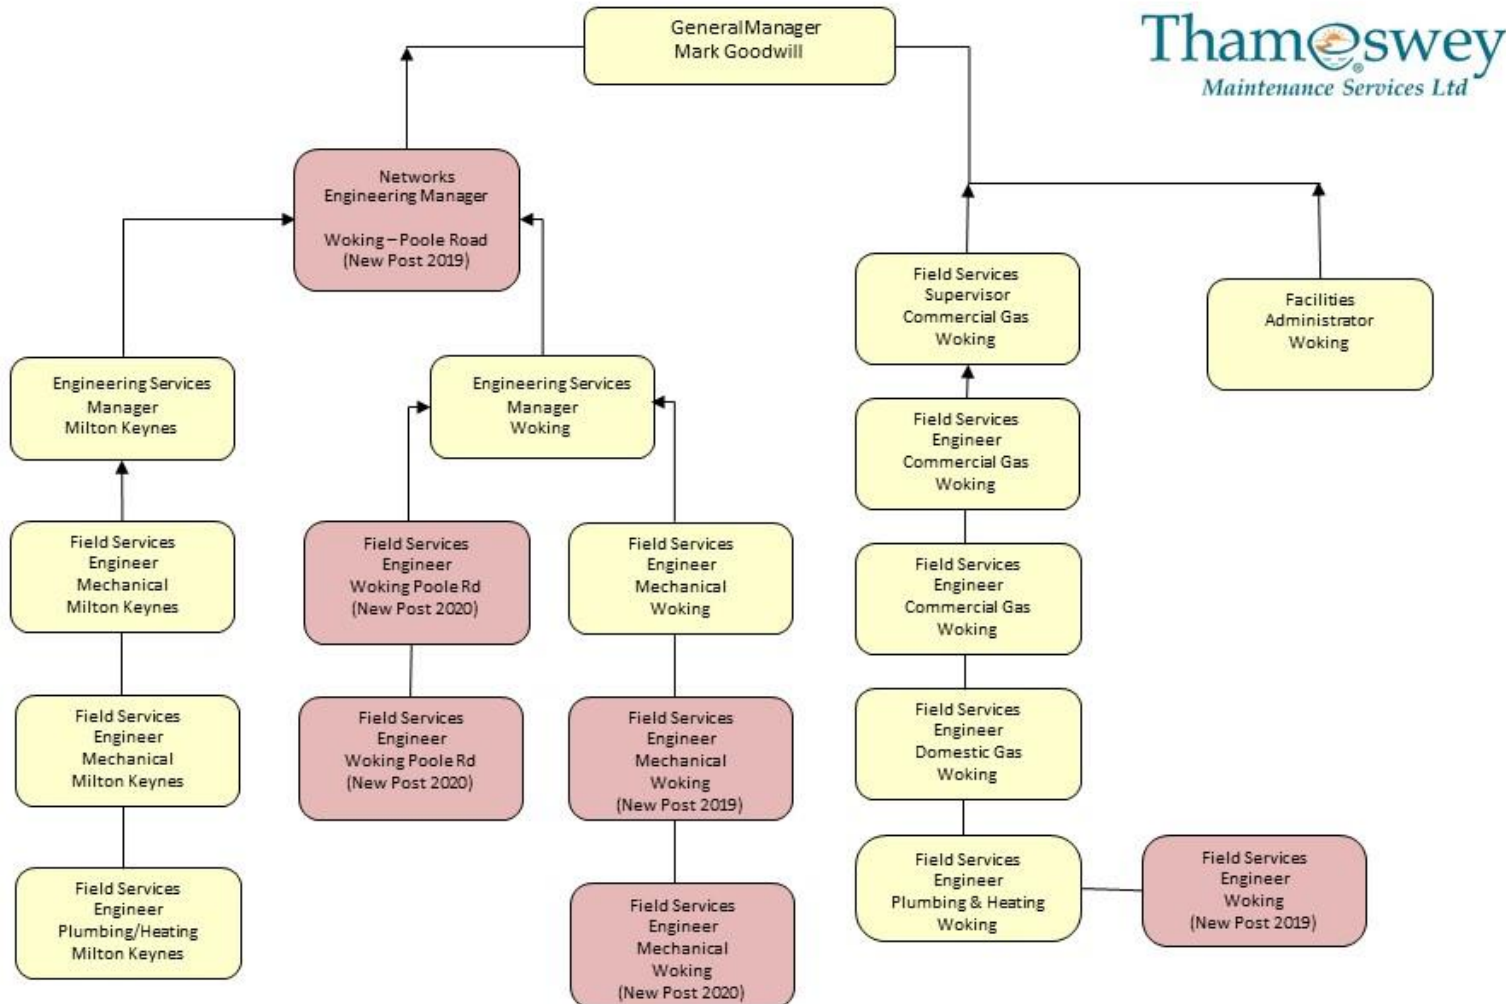 GeneralManager
Mark Goodwill
Thameswey
Maintenance Services Ltd
Networks
Engineering Manager
Woking – Poole Road
(New Post 2019)
Field Services
Supervisor
Commercial Gas
Woking
Facilities
Administrator
Woking
Engineering Services
Manager
Milton Keynes
Engineering Services
Manager
Woking
Field Services
Engineer
Commercial Gas
Woking
Field Services
Engineer
Mechanical
Milton Keynes
Field Services
Engineer
Woking Poole Rd
(New Post 2020)
Field Services
Engineer
Mechanical
Woking
Field Services
Engineer
Commercial Gas
Woking
Field Services
Engineer
Mechanical
Milton Keynes
Field Services
Engineer
Woking Poole Rd
(New Post 2020)
Field Services
Engineer
Mechanical
Woking
(New Post 2019)
Field Services
Engineer
Domestic Gas
Woking
Field Services
Engineer
Plumbing/Heating
Milton Keynes
Field Services
Engineer
Mechanical
Woking
(New Post 2020)
Field Services
Engineer
Plumbing & Heating
Woking
Field Services
Engineer
Woking
(New Post 2019)